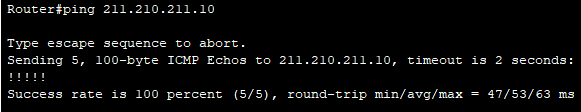 Router#ping 211.210.211.10
Type escape sequence to abort.
Sending 5, 100-byte ICMP Echos to 211.210.211.10, timeout is 2 seconds:
!!!!!
Success rate is 100 percent (5/5), round-trip min/avg/max = 47/53/63 ms